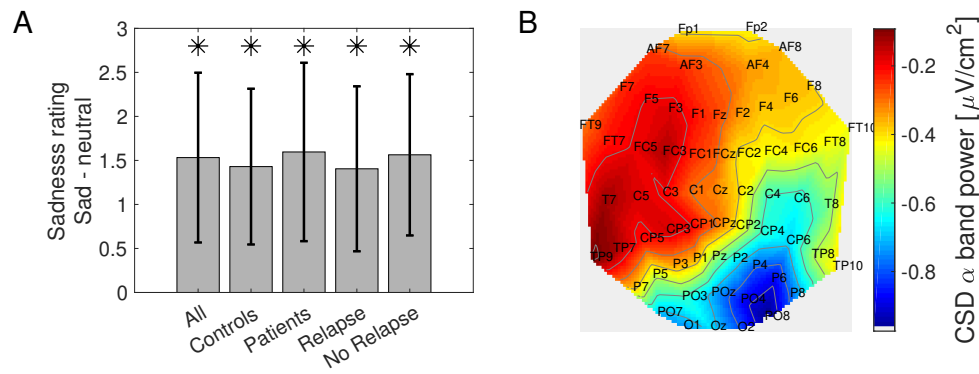 A
Sadnesss rating
Sad - neutral
3
2.5
2
1.5
1
0.5
0
All
Controls
Patients
Relapse
No Relapse
B
Fp1 Fp2
AF7 AF8
AF3 AF4
F7 F8
F5 F6
F3 F4
F1 Fz F2
FT9 FT10
FT7 FT8
FC5 FC3 FC1 FCz FC2 FC4 FC6
T7 C5 C3 C1 Cz C2 C4 C6 T8
CP5 CP3 CP1 CPz CP2 CP4 CP6
TP9 TP7 TP8 TP10
P7 P5 P3 P1 Pz P2 P4 P6 P8
PO7 PO3 POz PO4 PO8
O1 Oz O2
-0.2
-0.4
-0.6
-0.8
CSD α band power [μV/cm²]